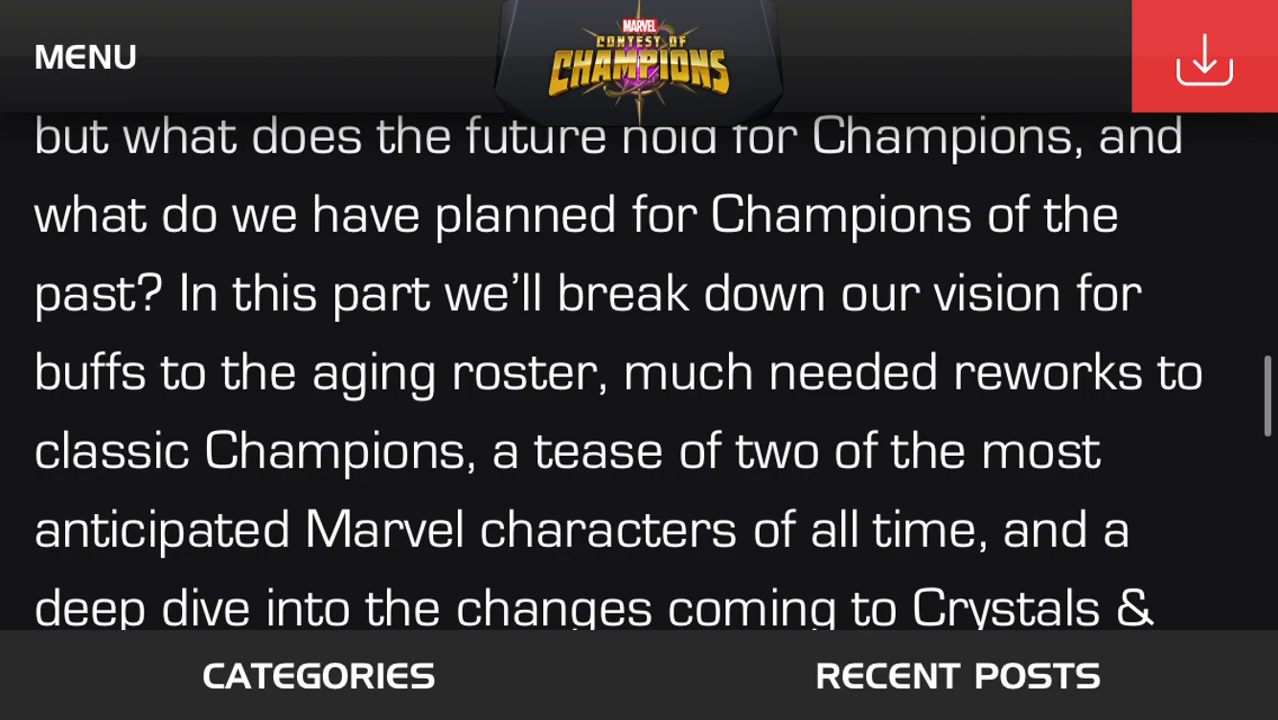 MENU
MARVEL
CONTEST OF
CHAMPIONS
but what does the future hold for Champions, and
what do we have planned for Champions of the
past? In this part we’ll break down our vision for
buffs to the aging roster, much needed reworks to
classic Champions, a tease of two of the most
anticipated Marvel characters of all time, and a
deep dive into the changes coming to Crystals &
CATEGORIES
RECENT POSTS